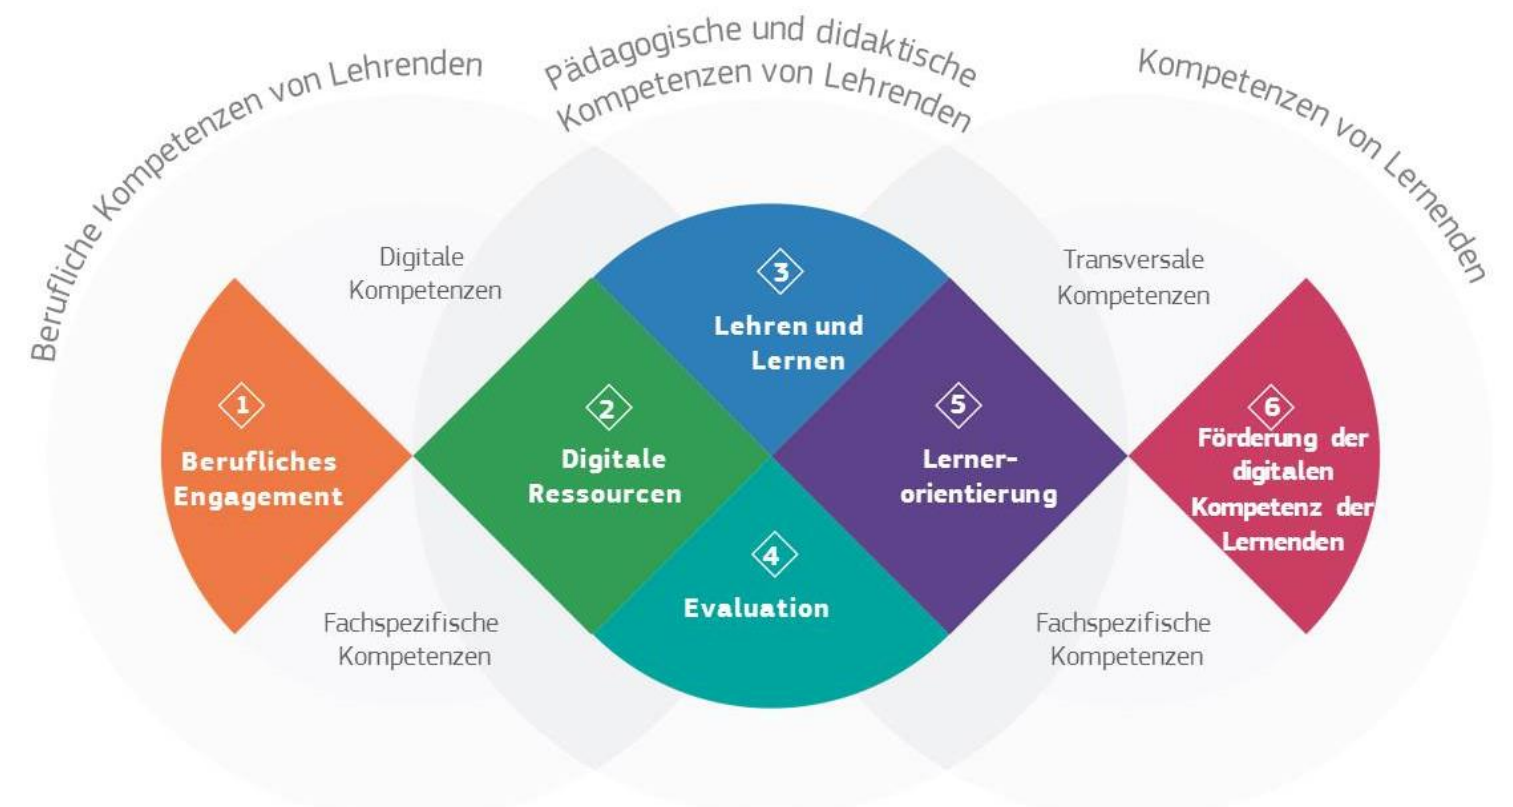 Berufliche Kompetenzen von Lehrenden
Pädagogische und didaktische
Kompetenzen von Lehrenden
Kompetenzen von Lernenden
Digitale
Kompetenzen
Transversale
Kompetenzen
1
Berufliches
Engagement
2
Digitale
Ressourcen
3
Lehren und
Lernen
4
Evaluation
5
Lerner-
orientierung
6
Förderung der
digitalen
Kompetenz der
Lernenden
Fachspezifische
Kompetenzen
Fachspezifische
Kompetenzen